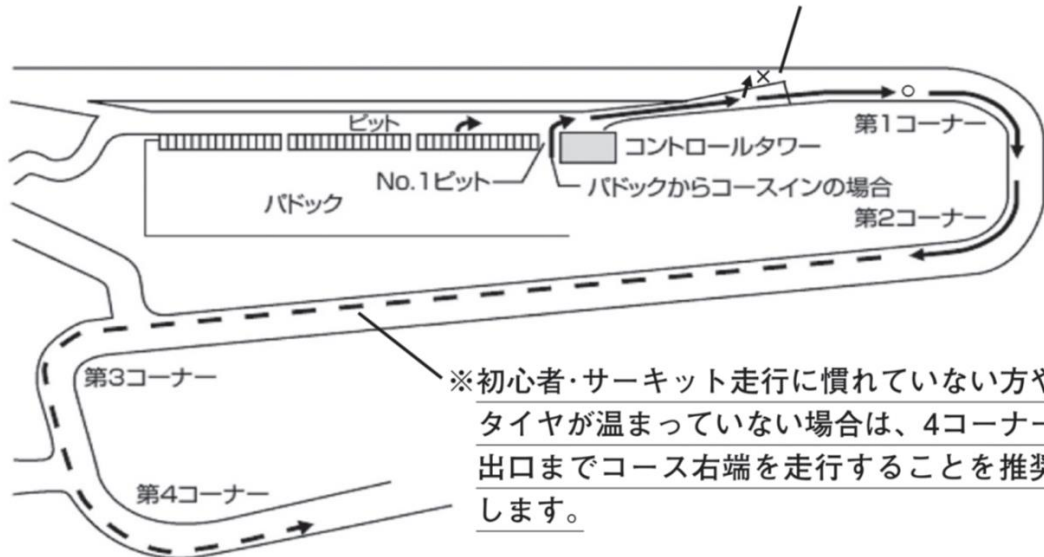 ×
○
ピット
第1コーナー
コントロールタワー
No.1ピット
パドックからコースインの場合
パドック
第2コーナー
第3コーナー
※初心者・サーキット走行に慣れていない方や
タイヤが温まっていない場合は、4コーナー
出口までコース右端を走行することを推奨
します。
第4コーナー